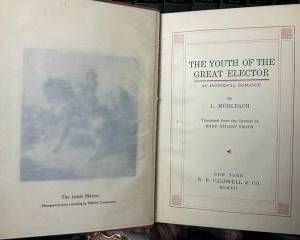 The Great Elector.
THE YOUTH OF THE
GREAT ELECTOR
AN HISTORICAL ROMANCE
By
L. MÜHLBACH
Translated from the German by
MARY STUART SMITH
NEW YORK
CALDWELL & CO.